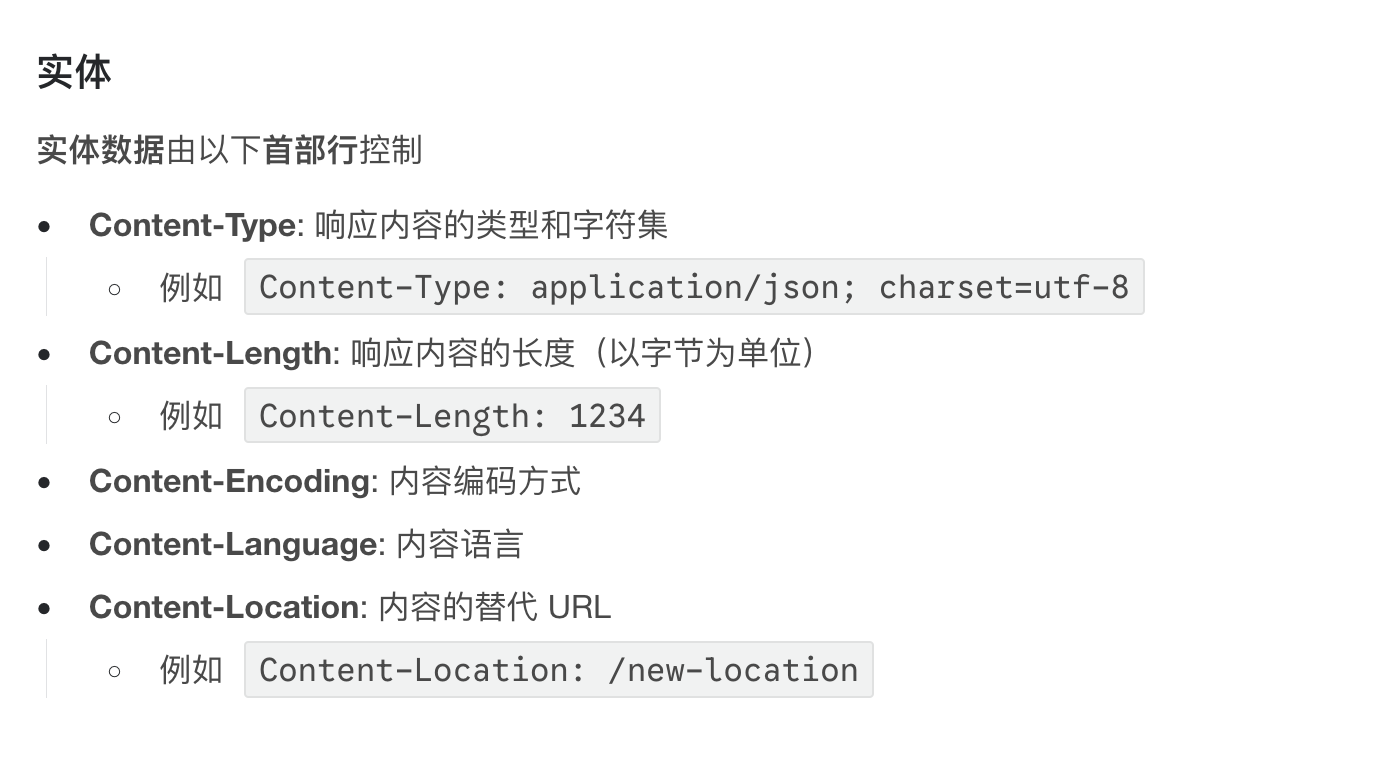 实体
实体数据由以下首部行控制
Content-Type: 响应内容的类型和字符集
例如 Content-Type: application/json; charset=utf-8
Content-Length: 响应内容的长度（以字节为单位）
例如 Content-Length: 1234
Content-Encoding: 内容编码方式
Content-Language: 内容语言
Content-Location: 内容的替代 URL
例如 Content-Location: /new-location